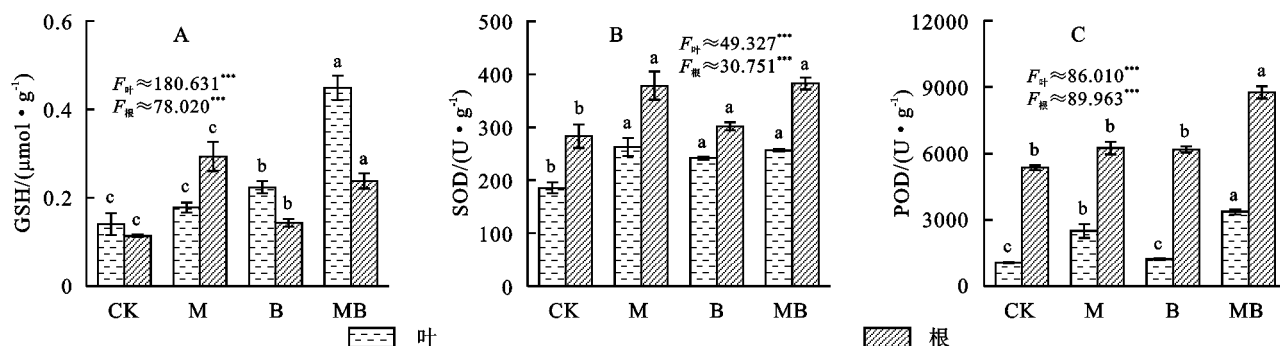 A
GSH/(μmol·g⁻¹)
0.6
0.4
0.2
0
F叶≈180.631***
F根≈78.020***
c c c c b b a a
CK M B MB
B
SOD/(U·g⁻¹)
500
400
300
200
100
0
F叶≈49.327***
F根≈30.751***
b b a a a a a a
CK M B MB
C
POD/(U·g⁻¹)
12000
9000
6000
3000
0
F叶≈86.010***
F根≈89.963***
c b b b c b a a
CK M B MB
叶 根